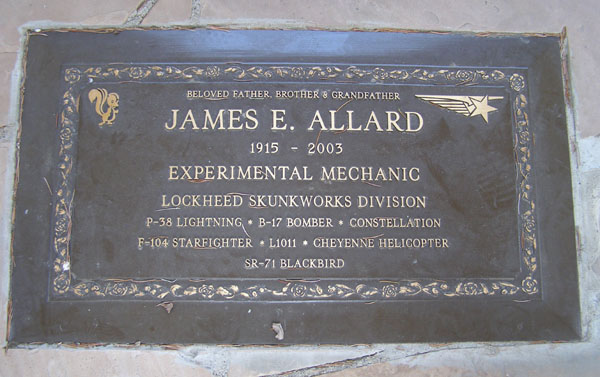 BELOVED FATHER, BROTHER & GRANDFATHER
JAMES E. ALLARD
1915 - 2003
EXPERIMENTAL MECHANIC
LOCKHEED SKUNKWORKS DIVISION
P-38 LIGHTNING * B-17 BOMBER * CONSTELLATION
F-104 STARFIGHTER * L1011 * CHEYENNE HELICOPTER
SR-71 BLACKBIRD